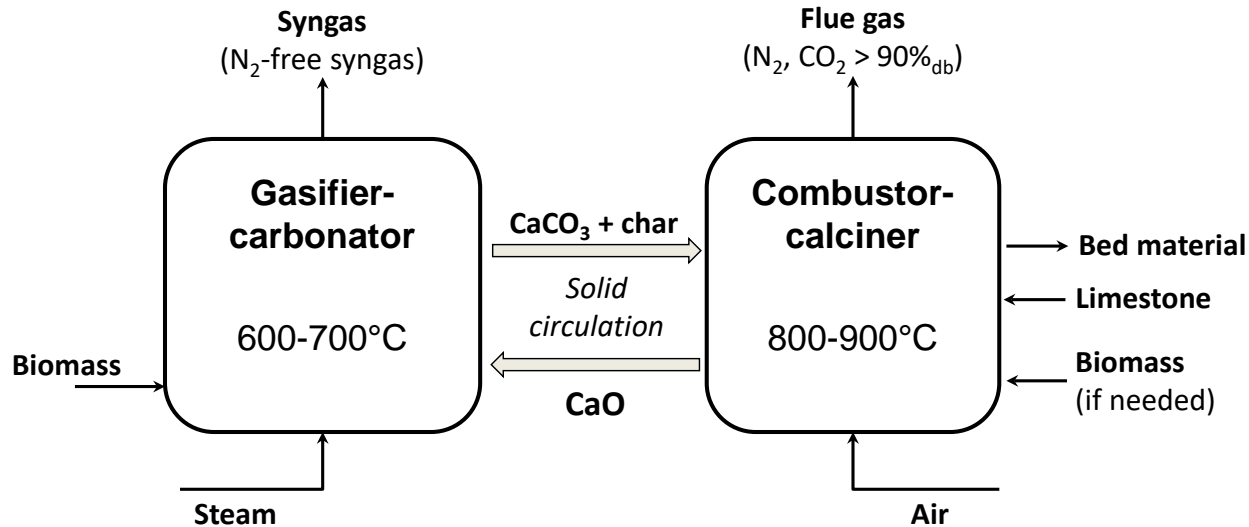 Syngas
(N₂-free syngas)
Flue gas
(N₂, CO₂ > 90%db)
Gasifier-
carbonator
600-700°C
Combustor-
calciner
800-900°C
CaCO₃ + char
Solid
circulation
CaO
Bed material
Limestone
Biomass
(if needed)
Biomass
Steam
Air